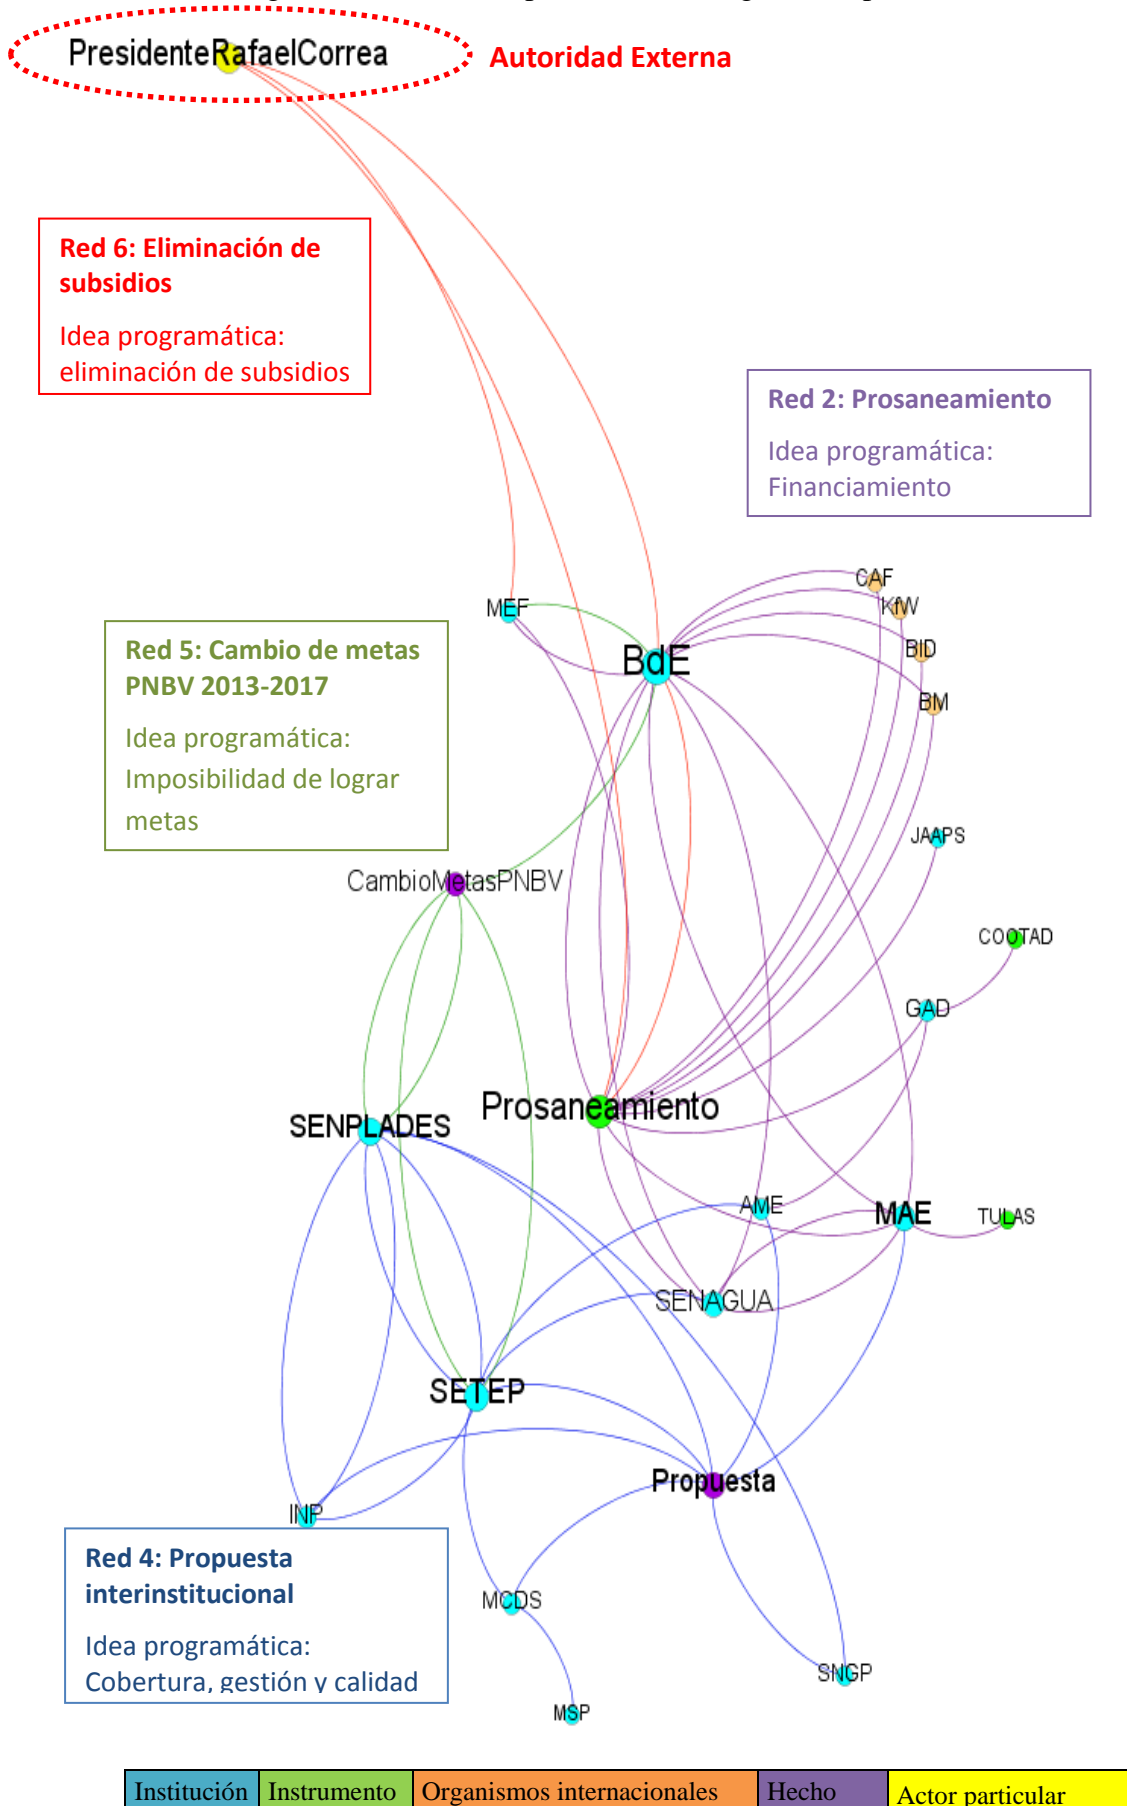 PresidenteRafaelCorrea
Autoridad Externa
Red 6: Eliminación de
subsidios
Idea programática:
eliminación de subsidios
Red 2: Prosaneamiento
Idea programática:
Financiamiento
CAF
KfW
MEF
BID
BdE
BM
Red 5: Cambio de metas
PNBV 2013-2017
Idea programática:
Imposibilidad de lograr
metas
JAAPS
CambioMetasPNBV
COOTAD
GAD
Prosaneamiento
SENPLADES
AME
MAE
TULAS
SENAGUA
SETEP
Propuesta
INP
Red 4: Propuesta
interinstitucional
Idea programática:
Cobertura, gestión y calidad
MCDS
SNGP
MSP
Institución Instrumento Organismos internacionales Hecho Actor particular